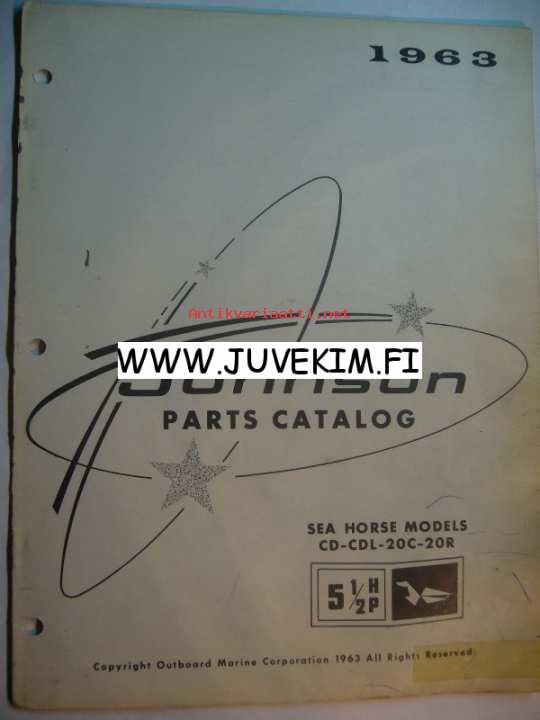 1963
Antikvariaatti.net
WWW.JUVEKIM.FI
Johnson
PARTS CATALOG
SEA HORSE MODELS
CD-CDL-20C-20R
5 1/2 HP
Copyright Outboard Marine Corporation 1963 All Rights Reserved